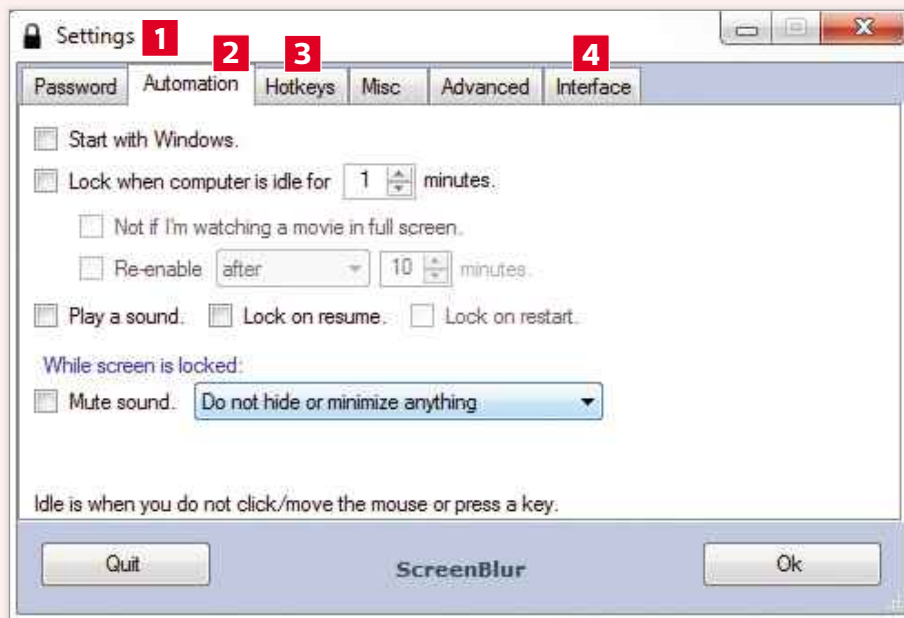 Settings 1
2 3 4
Password Automation Hotkeys Misc Advanced Interface
Start with Windows.
Lock when computer is idle for 1 minutes.
Not if I'm watching a movie in full screen.
Re-enable after 10 minutes.
Play a sound. Lock on resume. Lock on restart.
While screen is locked:
Mute sound. Do not hide or minimize anything
Idle is when you do not click/move the mouse or press a key.
Quit ScreenBlur Ok